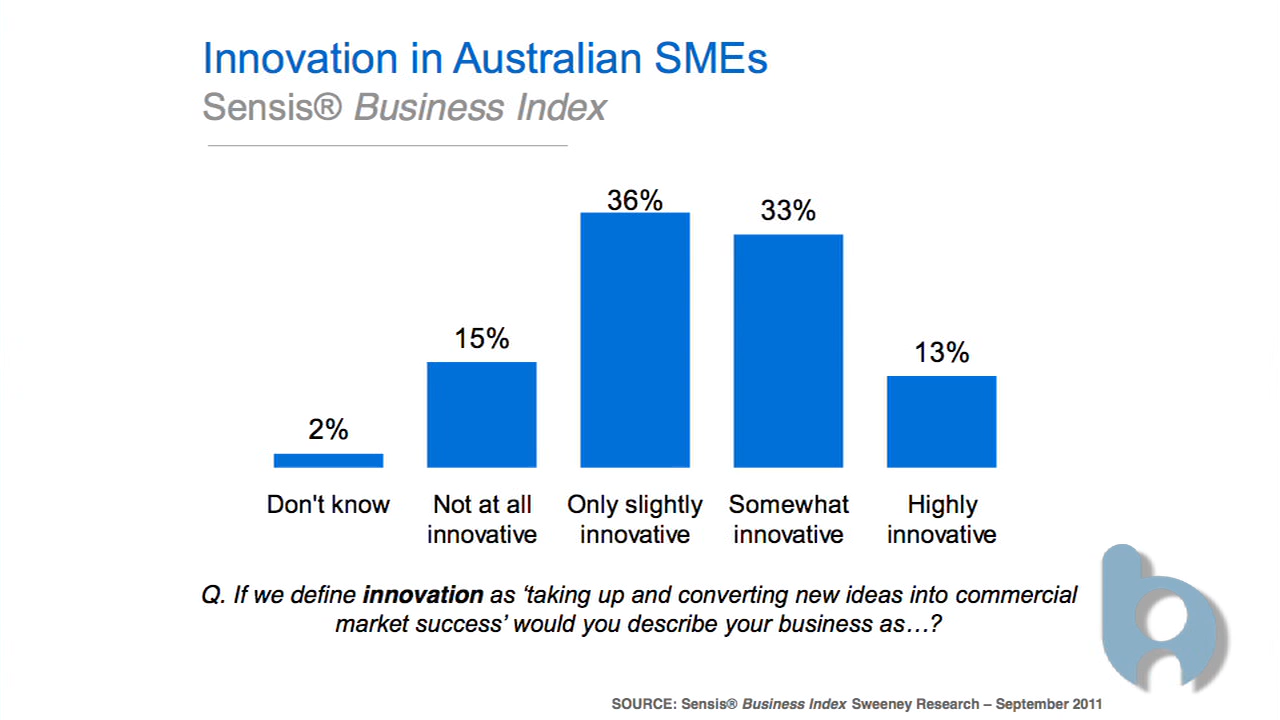 Innovation in Australian SMEs
Sensis® Business Index
36%
33%
15%
13%
2%
Don't know
Not at all
innovative
Only slightly
innovative
Somewhat
innovative
Highly
innovative
Q. If we define innovation as ‘taking up and converting new ideas into commercial
market success’ would you describe your business as…?
SOURCE: Sensis® Business Index Sweeney Research – September 2011